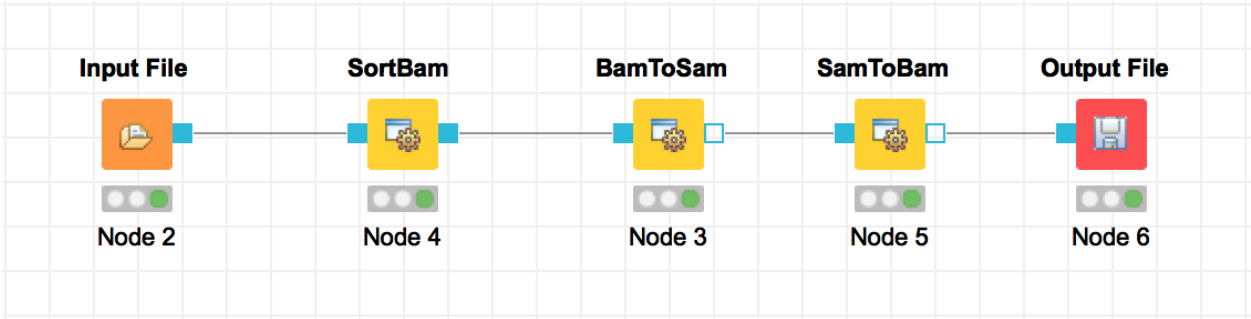 Input File
SortBam
BamToSam
SamToBam
Output File
Node 2
Node 4
Node 3
Node 5
Node 6